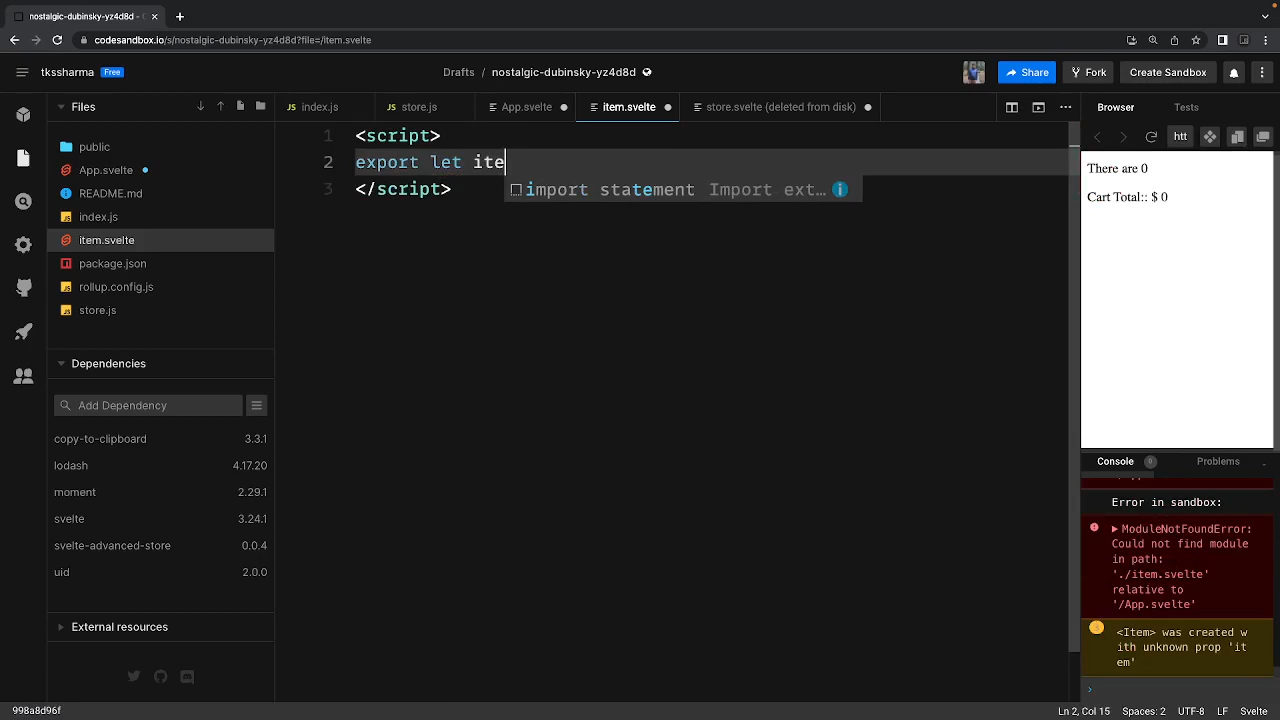 nostalgic-dubinsky-yz4d8d -
codesandbox.io/s/nostalgic-dubinsky-yz4d8d?file=/item.svelte
tkssharma Free
Drafts / nostalgic-dubinsky-yz4d8d
Share Fork Create Sandbox
Files
index.js store.js App.svelte item.svelte store.svelte (deleted from disk)
Browser Tests
public
App.svelte
README.md
index.js
item.svelte
package.json
rollup.config.js
store.js
Dependencies
Add Dependency
copy-to-clipboard 3.3.1
lodash 4.17.20
moment 2.29.1
svelte 3.24.1
svelte-advanced-store 0.0.4
uid 2.0.0
External resources
1 <script>
2 export let ite
3 </script>
import statement Import ext…
htt
There are 0
Cart Total:: $ 0
Console 0 Problems
Error in sandbox:
ModuleNotFoundError:
Could not find module
in path:
'./item.svelte'
relative to
'/App.svelte'
<Item> was created w
ith unknown prop 'it
em'
998a8d96f
Ln 2, Col 15 Spaces: 2 UTF-8 LF Svelte